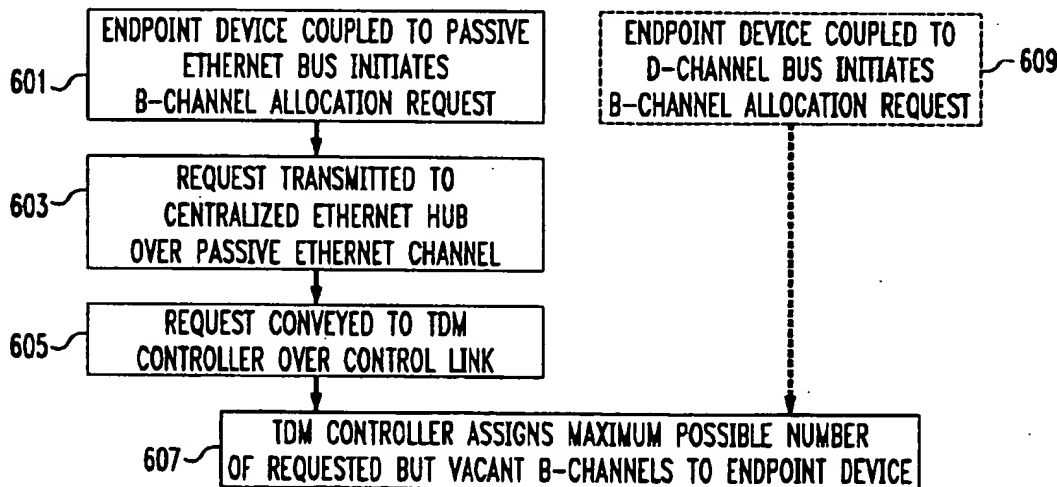 601
ENDPOINT DEVICE COUPLED TO PASSIVE
ETHERNET BUS INITIATES
B-CHANNEL ALLOCATION REQUEST
ENDPOINT DEVICE COUPLED TO
D-CHANNEL BUS INITIATES
B-CHANNEL ALLOCATION REQUEST
609
603
REQUEST TRANSMITTED TO
CENTRALIZED ETHERNET HUB
OVER PASSIVE ETHERNET CHANNEL
605
REQUEST CONVEYED TO TDM
CONTROLLER OVER CONTROL LINK
607
TDM CONTROLLER ASSIGNS MAXIMUM POSSIBLE NUMBER
OF REQUESTED BUT VACANT B-CHANNELS TO ENDPOINT DEVICE